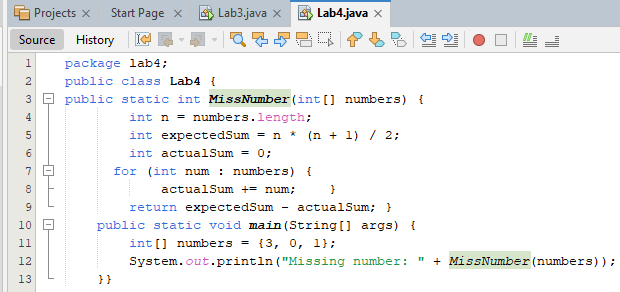 Projects × Start Page × Lab3.java × Lab4.java ×
Source History
1 package lab4;
2 public class Lab4 {
3 public static int MissNumber(int[] numbers) {
4 int n = numbers.length;
5 int expectedSum = n * (n + 1) / 2;
6 int actualSum = 0;
7 for (int num : numbers) {
8 actualSum += num; }
9 return expectedSum - actualSum; }
10 public static void main(String[] args) {
11 int[] numbers = {3, 0, 1};
12 System.out.println("Missing number: " + MissNumber(numbers));
13 }}